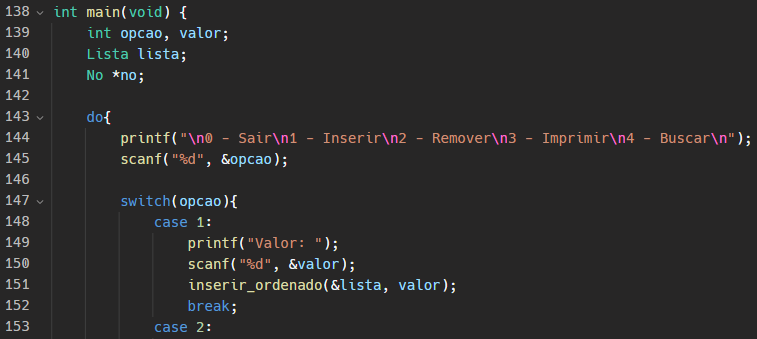 138 int main(void) {
139 int opcao, valor;
140 Lista lista;
141 No *no;
142
143 do{
144 printf("\n0 - Sair\n1 - Inserir\n2 - Remover\n3 - Imprimir\n4 - Buscar\n");
145 scanf("%d", &opcao);
146
147 switch(opcao){
148 case 1:
149 printf("Valor: ");
150 scanf("%d", &valor);
151 inserir_ordenado(&lista, valor);
152 break;
153 case 2: